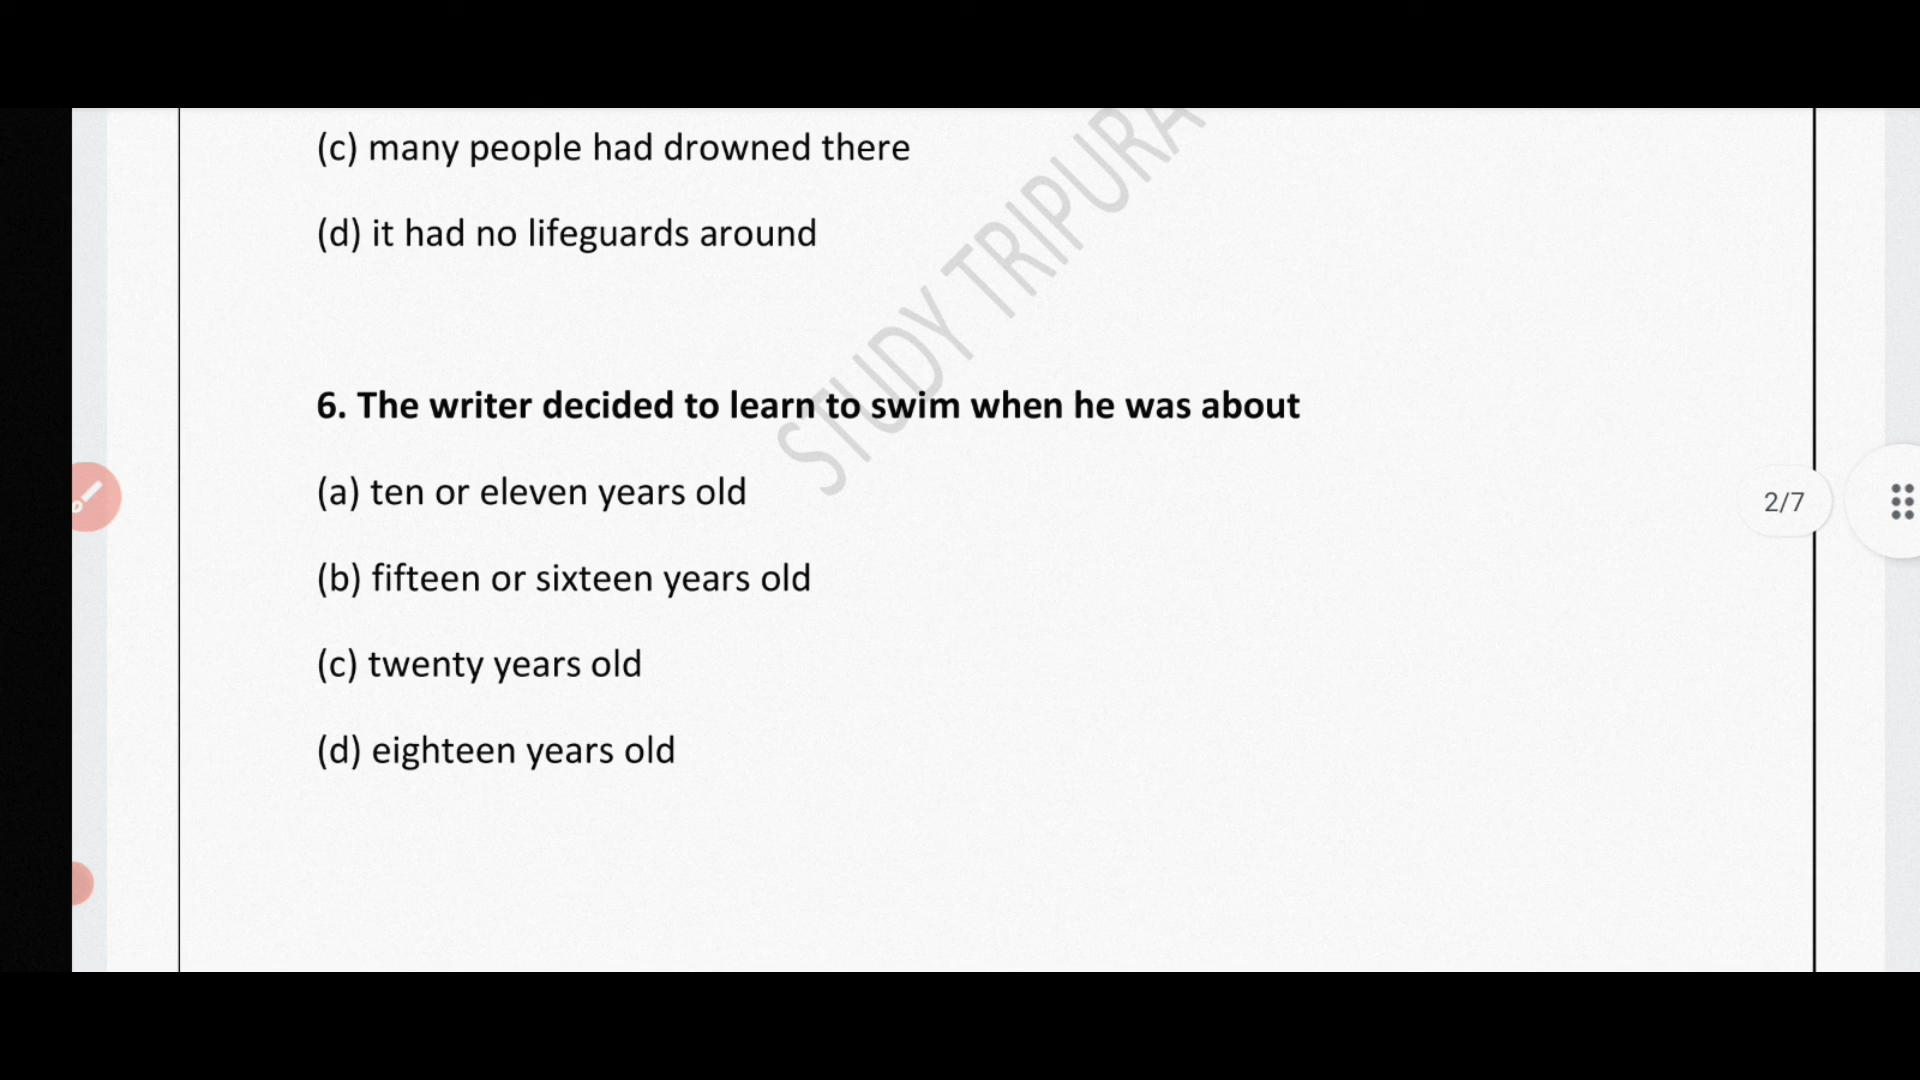 (c) many people had drowned there
(d) it had no lifeguards around
STUDY TRIPURA
6. The writer decided to learn to swim when he was about
(a) ten or eleven years old
2/7
(b) fifteen or sixteen years old
(c) twenty years old
(d) eighteen years old